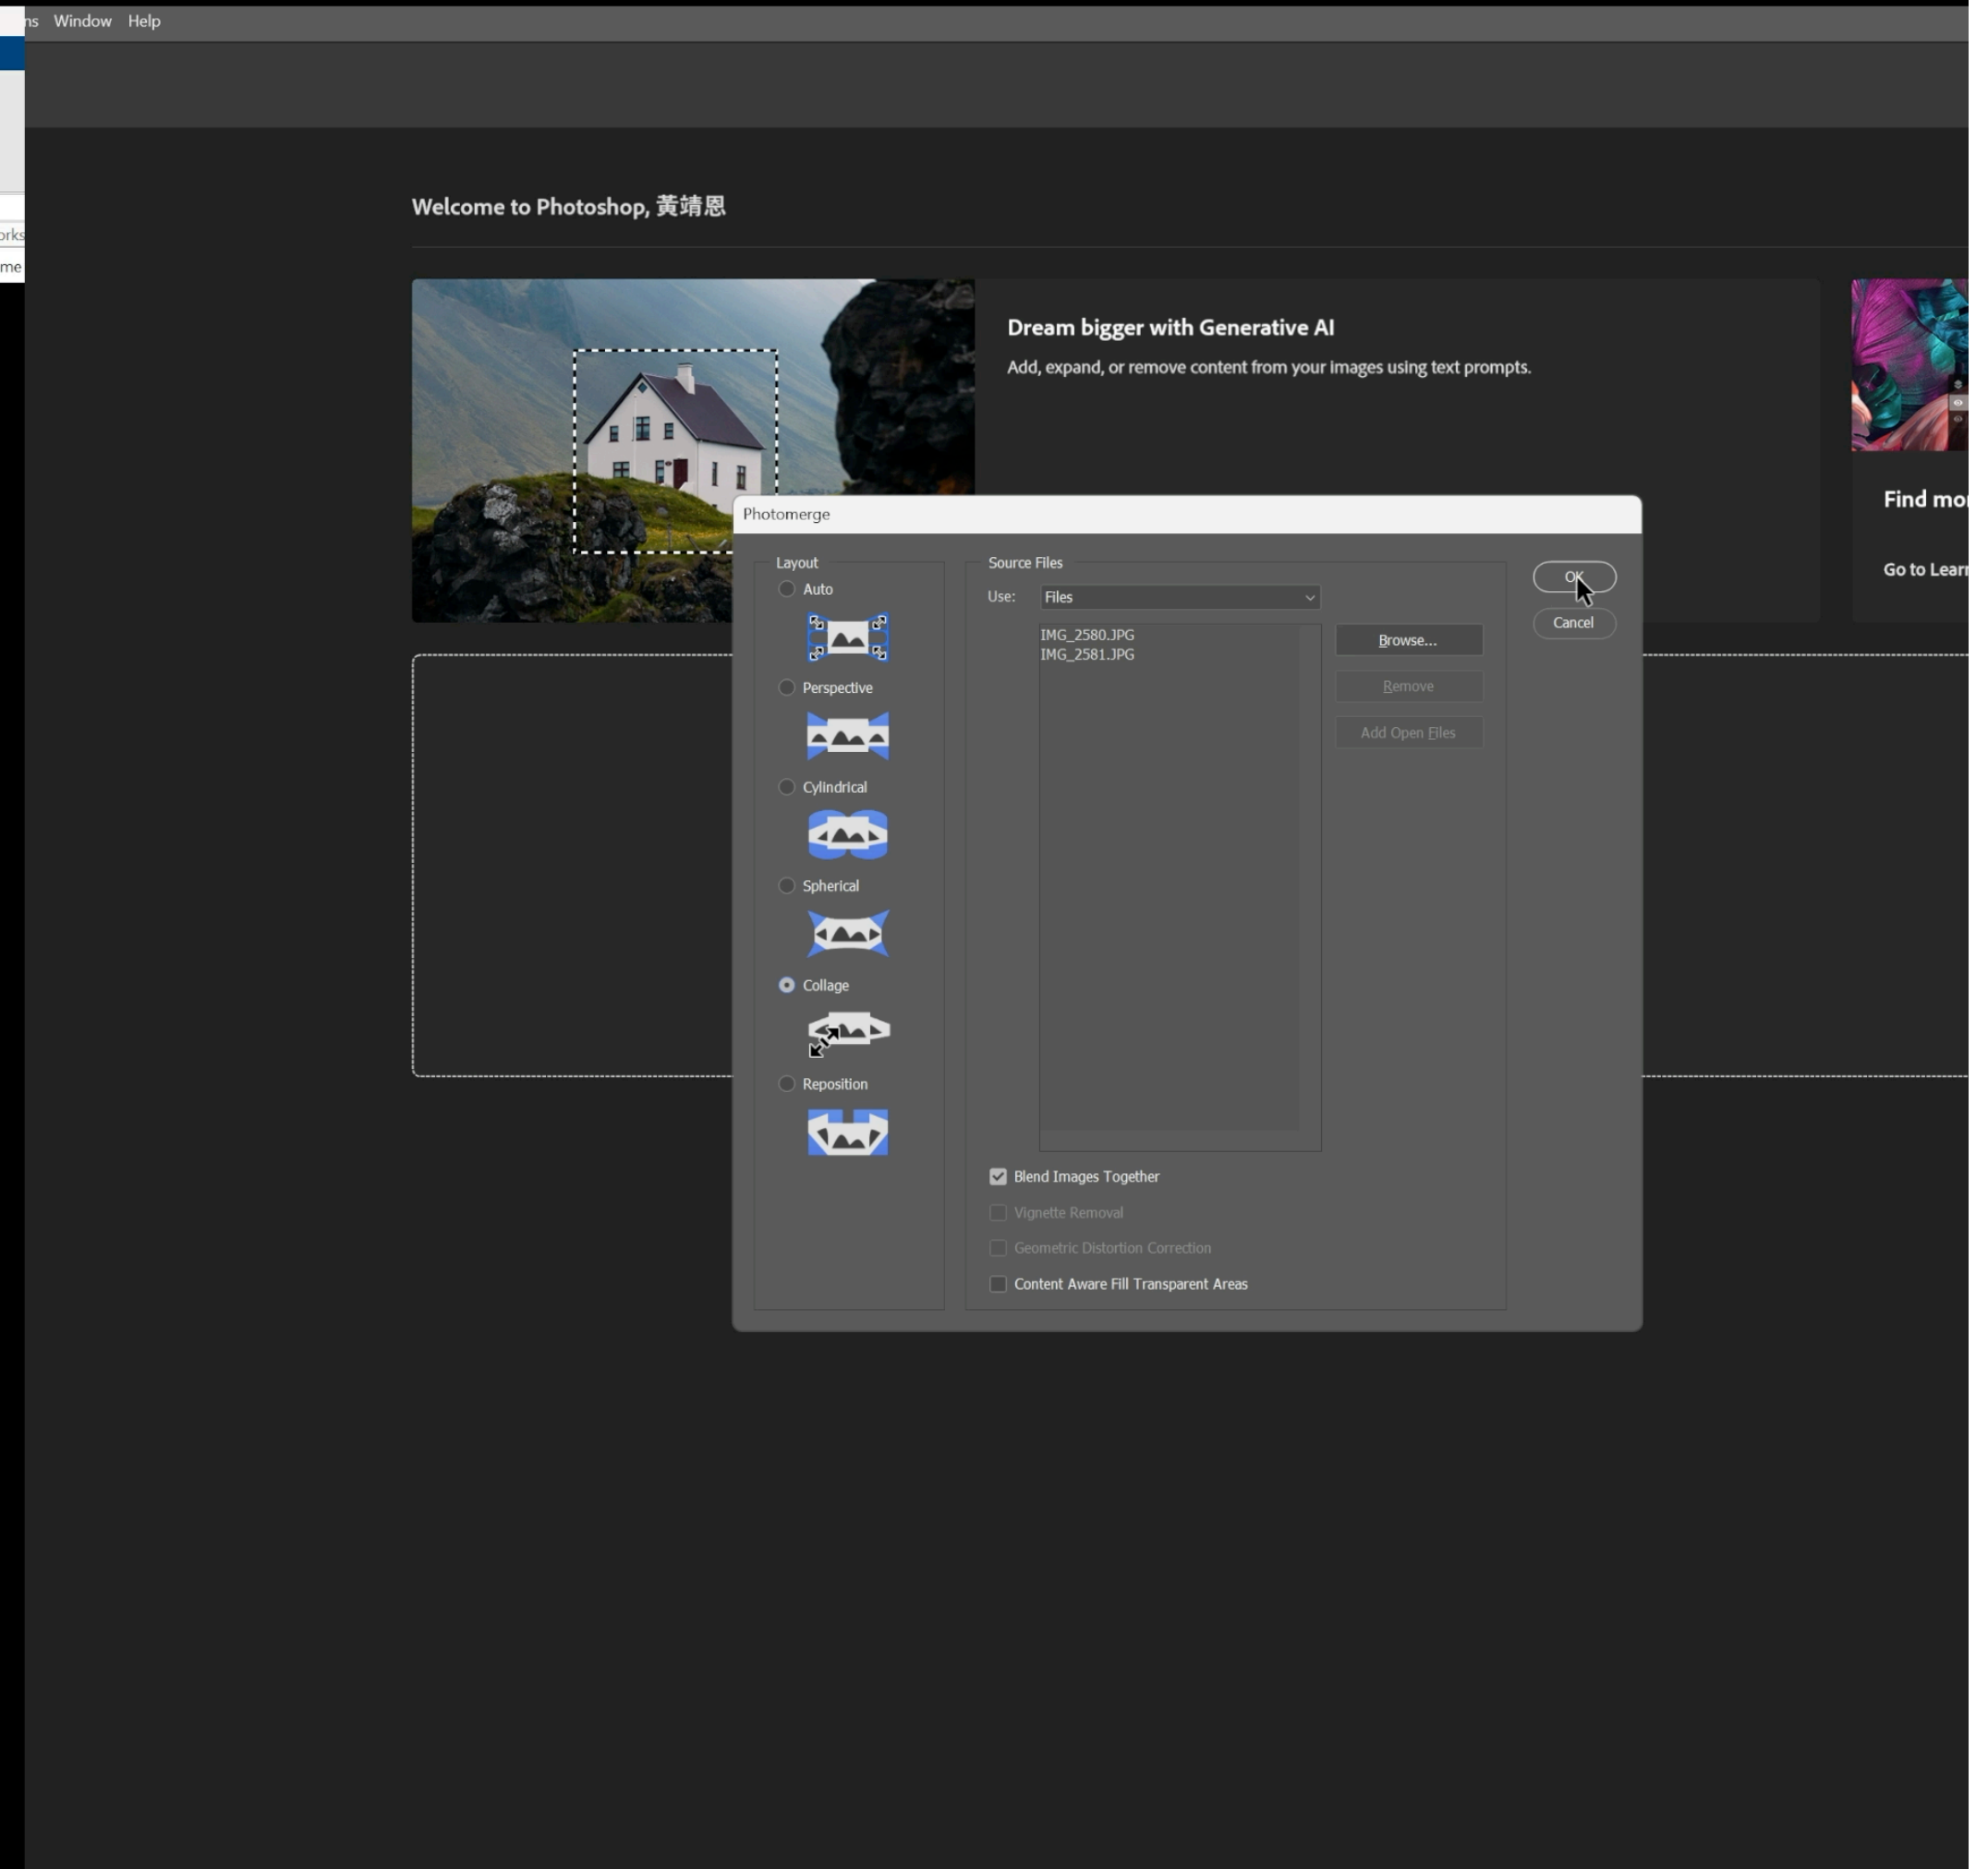 ns Window Help
orks
me
Welcome to Photoshop, 黃靖恩
Dream bigger with Generative AI
Add, expand, or remove content from your images using text prompts.
Find mo
Go to Lear
Photomerge
Layout
Auto
Perspective
Cylindrical
Spherical
Collage
Reposition
Source Files
Use: Files
IMG_2580.JPG
IMG_2581.JPG
Browse...
Remove
Add Open Files
OK
Cancel
Blend Images Together
Vignette Removal
Geometric Distortion Correction
Content Aware Fill Transparent Areas